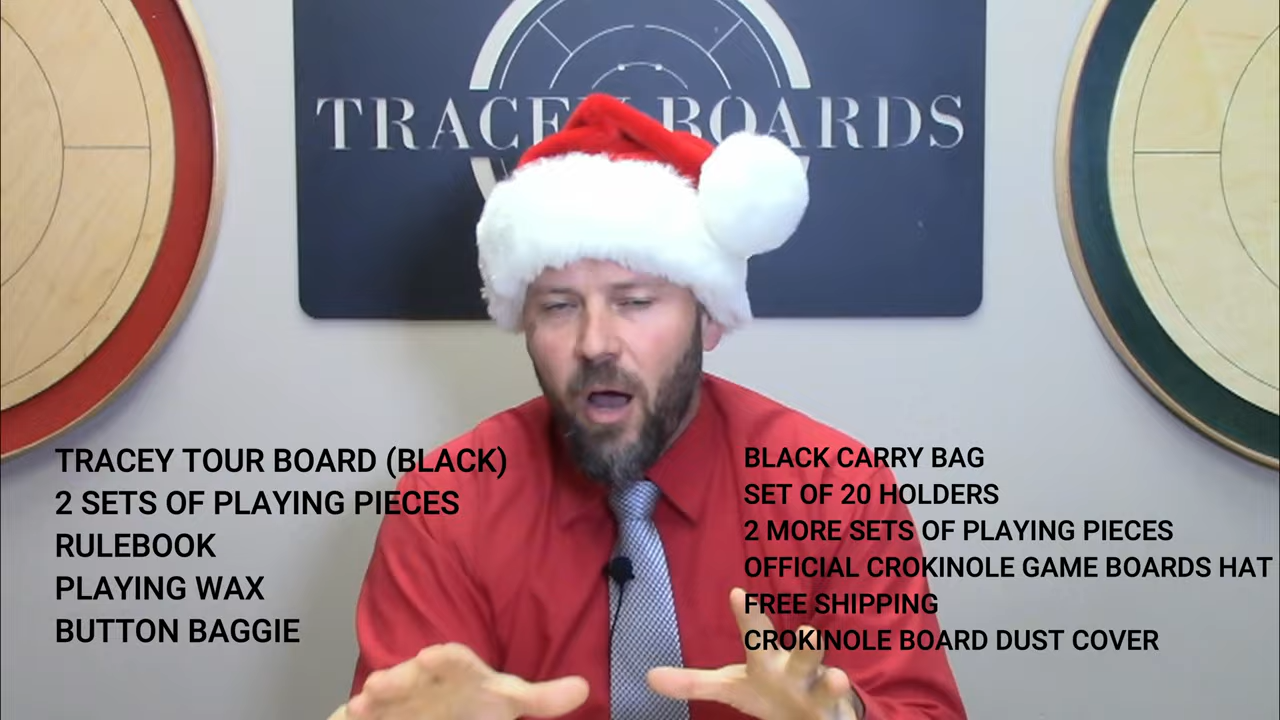 TRACEY BOARDS
TRACEY TOUR BOARD (BLACK)
2 SETS OF PLAYING PIECES
RULEBOOK
PLAYING WAX
BUTTON BAGGIE
BLACK CARRY BAG
SET OF 20 HOLDERS
2 MORE SETS OF PLAYING PIECES
OFFICIAL CROKINOLE GAME BOARDS HAT
FREE SHIPPING
CROKINOLE BOARD DUST COVER